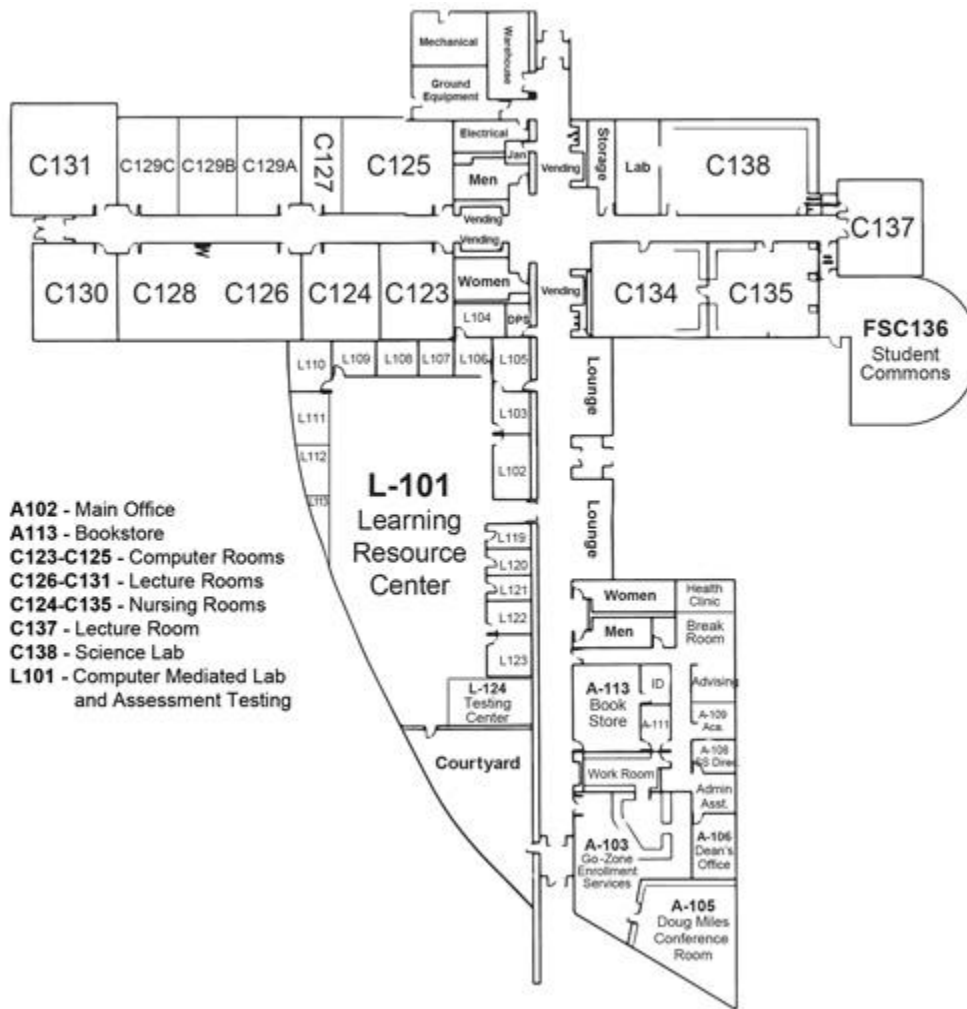 Mechanical
Warehouse
Ground
Equipment
Electrical
Jan
Men
Vending
Storage
Lab
C138
C131
C129C
C129B
C129A
C127
C125
C137
Vending
Vending
C130
C128
C126
C124
C123
Women
Vending
C134
C135
L104
DPS
FSC136
Student
Commons
L110
L109
L108
L107
L106
L105
Lounge
L111
L103
L112
L102
L113
L-101
Learning
Resource
Center
Lounge
A102 - Main Office
A113 - Bookstore
C123-C125 - Computer Rooms
C126-C131 - Lecture Rooms
C124-C135 - Nursing Rooms
C137 - Lecture Room
C138 - Science Lab
L101 - Computer Mediated Lab
and Assessment Testing
L119
L120
L121
L122
L123
L-124
Testing
Center
Courtyard
Women
Health
Clinic
Men
Break
Room
A-113
Book
Store
ID
Advising
A-111
A-109
Aca.
A-108
SS Direc.
Work Room
Admin
Asst.
A-103
Go-Zone
Enrollment
Services
A-106
Dean's
Office
A-105
Doug Miles
Conference
Room